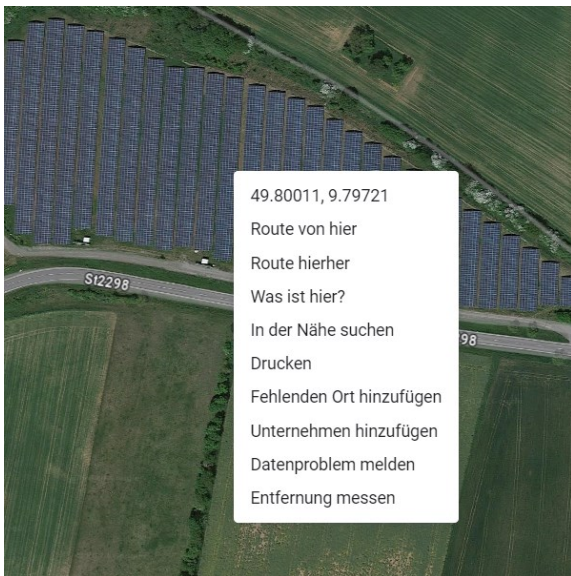 49.80011, 9.79721
Route von hier
Route hierher
Was ist hier?
St2298
In der Nähe suchen
98
Drucken
Fehlenden Ort hinzufügen
Unternehmen hinzufügen
Datenproblem melden
Entfernung messen